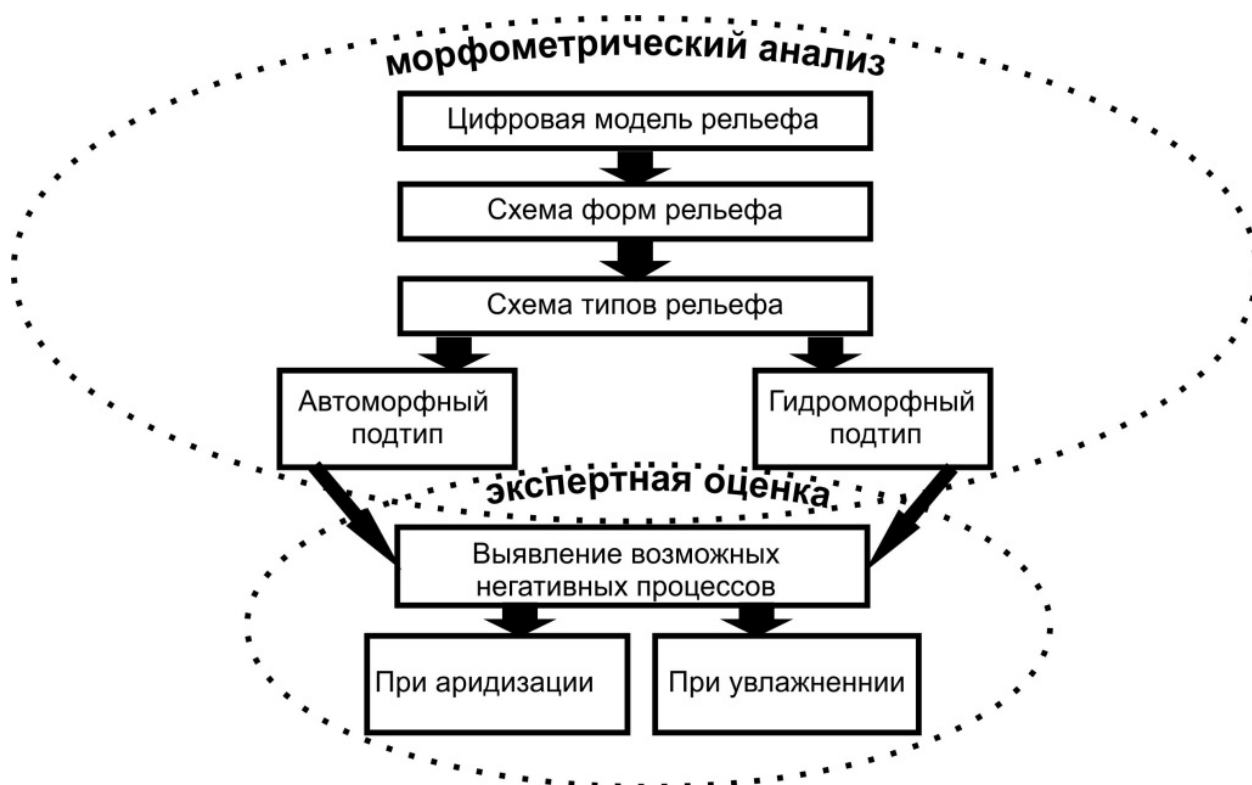 морфометрический анализ
Цифровая модель рельефа
Схема форм рельефа
Схема типов рельефа
Автоморфный
подтип
Гидроморфный
подтип
экспертная оценка
Выявление возможных
негативных процессов
При аридизации
При увлажненнии